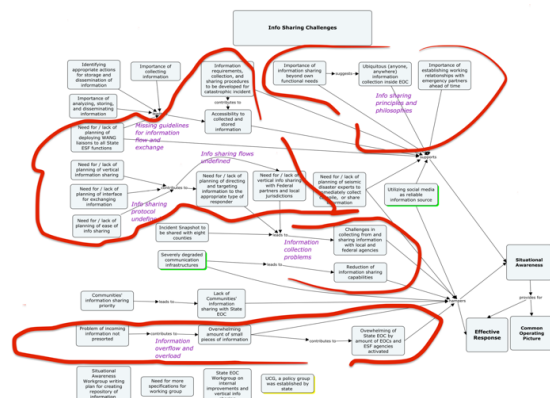 Info Sharing Challenges
Identifying
appropriate actions
for storage and
dissemination of
information
Importance of
collecting
information
Information
requirements,
collection, and
sharing procedures
to be developed for
catastrophic incident
Importance of
information sharing
beyond own
functional needs
suggests
Ubiquitous (anyone,
anywhere)
information
collection inside EOC
Importance of
establishing working
relationships with
emergency partners
ahead of time
Importance of
analyzing, storing,
and disseminating
information
contributes to
Accessibility to
collected and
stored
information
Info sharing
principles and
philosophies
Missing guidelines
for information
flow and
exchange
Need for / lack of
planning of
deploying WANG
liaisons to all State
ESF functions
Info sharing flows
undefined
supports
Need for / lack of
planning of vertical
information sharing
Need for / lack of
planning of interface
for exchanging
information
Need for / lack of
planning of directing
and targeting
information to the
appropriate type of
responder
Need for / lack of
vertical info sharing
with Federal
partners and local
jurisdictions
Need for / lack of
planning of seismic
disaster experts to
immediately collect
or share
information
Utilizing social media
as reliable
information source
Info sharing
protocol
undefined
Need for / lack of
planning of ease of
info sharing
Incident Snapshot to
be shared with eight
counties
leads to
Information
collection
problems
Challenges in
collecting from and
sharing information
with local and
federal agencies
Severely degraded
communication
infrastructures
leads to
Reduction of
information sharing
capabilities
Situational
Awareness
Communities'
information sharing
priority
leads to
Lack of
Communities'
information
sharing with State
EOC
provides for
Problem of incoming
information not
presorted
contributes to
Overwhelming
amount of small
pieces of information
contributes to
Overwhelming of
State EOC by
amount of EOCs and
ESF agencies
activated
Effective
Response
Common
Operating
Picture
Information
overflow and
overload
Situational
Awareness
Workgroup writing
plan for creating
repository of
information
Need for more
specifications for
working group
State EOC
Workgroup on
internal
improvements and
vertical info
UCG, a policy group
was established by
state